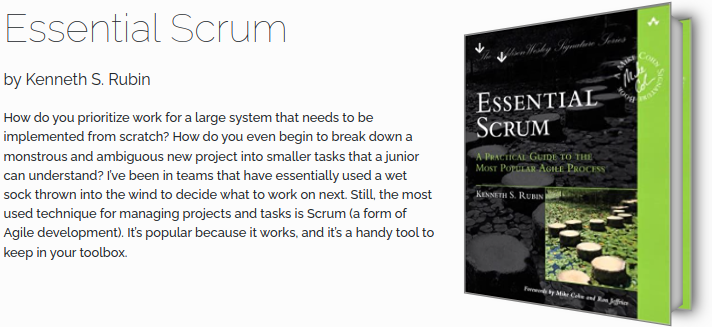 Essential Scrum
by Kenneth S. Rubin
How do you prioritize work for a large system that needs to be
implemented from scratch? How do you even begin to break down a
monstrous and ambiguous new project into smaller tasks that a junior
can understand? I've been in teams that have essentially used a wet
sock thrown into the wind to decide what to work on next. Still, the most
used technique for managing projects and tasks is Scrum (a form of
Agile development). It's popular because it works, and it's a handy tool to
keep in your toolbox.
The Addison Wesley Signature Series
A MIKE COHN SIGNATURE BOOK
Mike Cohn
ESSENTIAL
SCRUM
A PRACTICAL GUIDE TO THE
MOST POPULAR AGILE PROCESS
KENNETH S. RUBIN
Forewords by Mike Cohn and Ron Jeffries